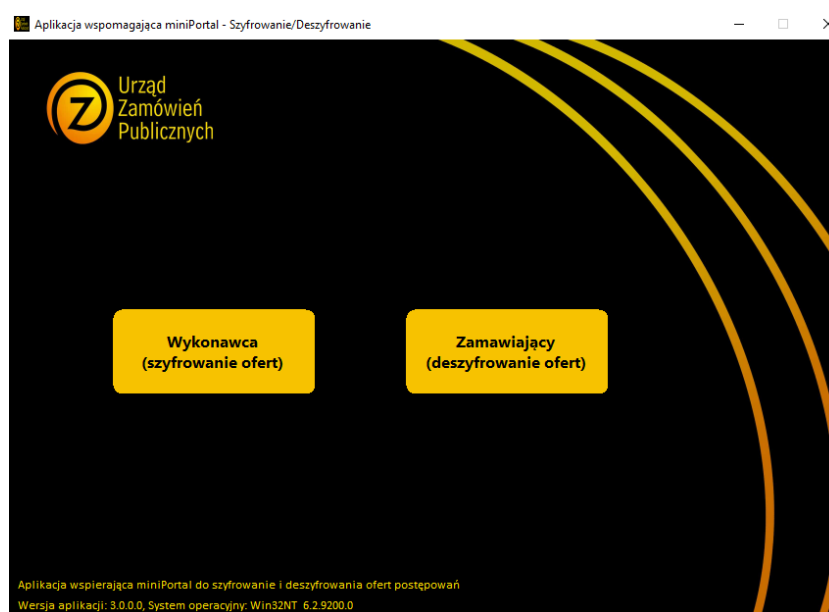 Aplikacja wspomagająca miniPortal - Szyfrowanie/Deszyfrowanie
Urząd
Zamówień
Publicznych
Wykonawca
(szyfrowanie ofert)
Zamawiający
(deszyfrowanie ofert)
Aplikacja wspierająca miniPortal do szyfrowanie i deszyfrowania ofert postępowań
Wersja aplikacji: 3.0.0.0, System operacyjny: Win32NT 6.2.9200.0